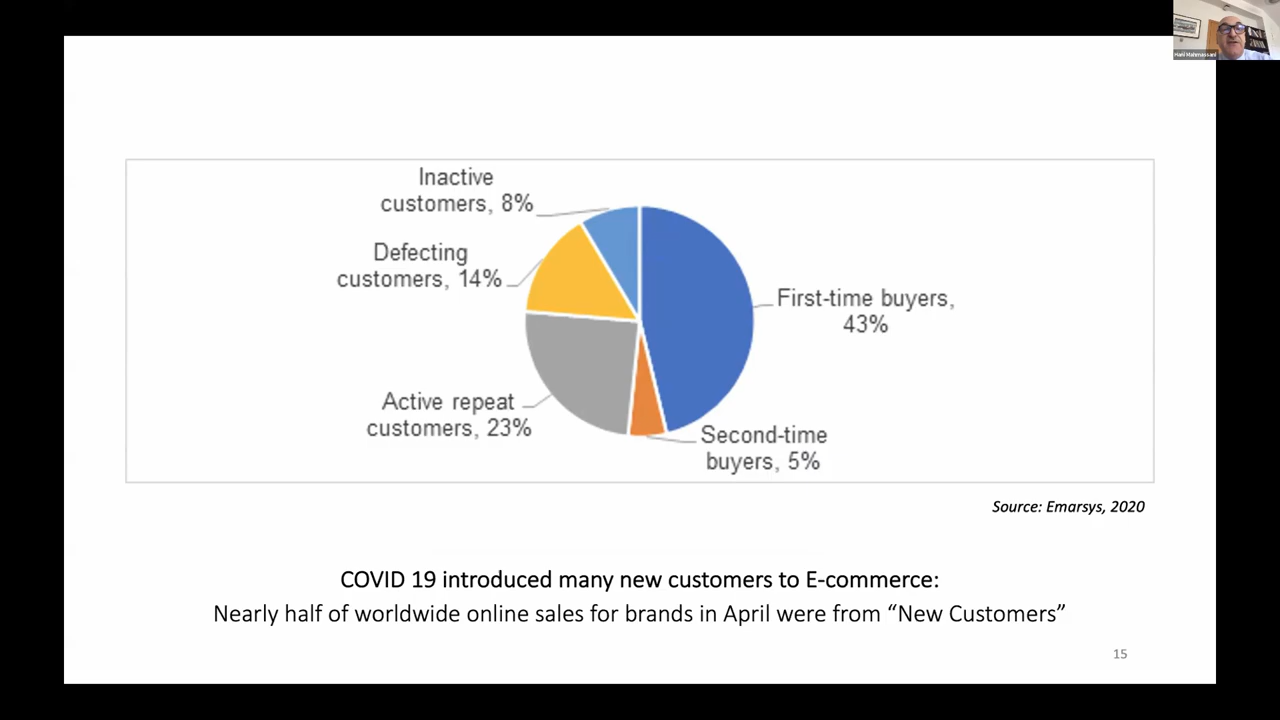 Hani Mahmassani
Inactive
customers, 8%
Defecting
customers, 14%
First-time buyers,
43%
Active repeat
customers, 23%
Second-time
buyers, 5%
Source: Emarsys, 2020
COVID 19 introduced many new customers to E-commerce:
Nearly half of worldwide online sales for brands in April were from “New Customers”
15